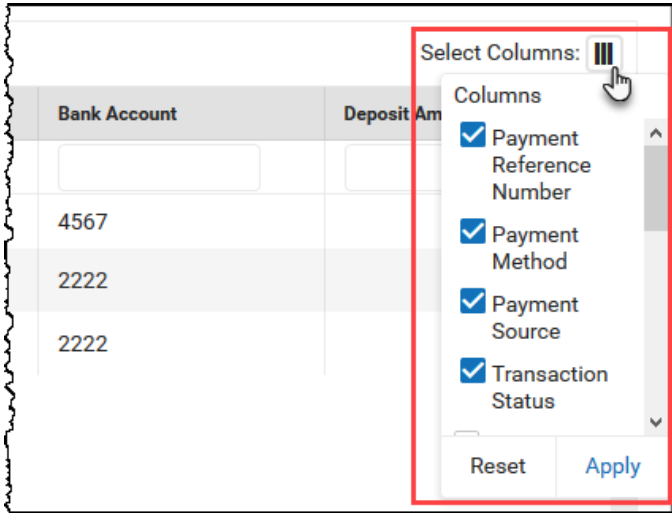 Select Columns:
Bank Account
Deposit Am
Columns
Payment
Reference
Number
Payment
Method
Payment
Source
Transaction
Status
4567
2222
2222
Reset
Apply